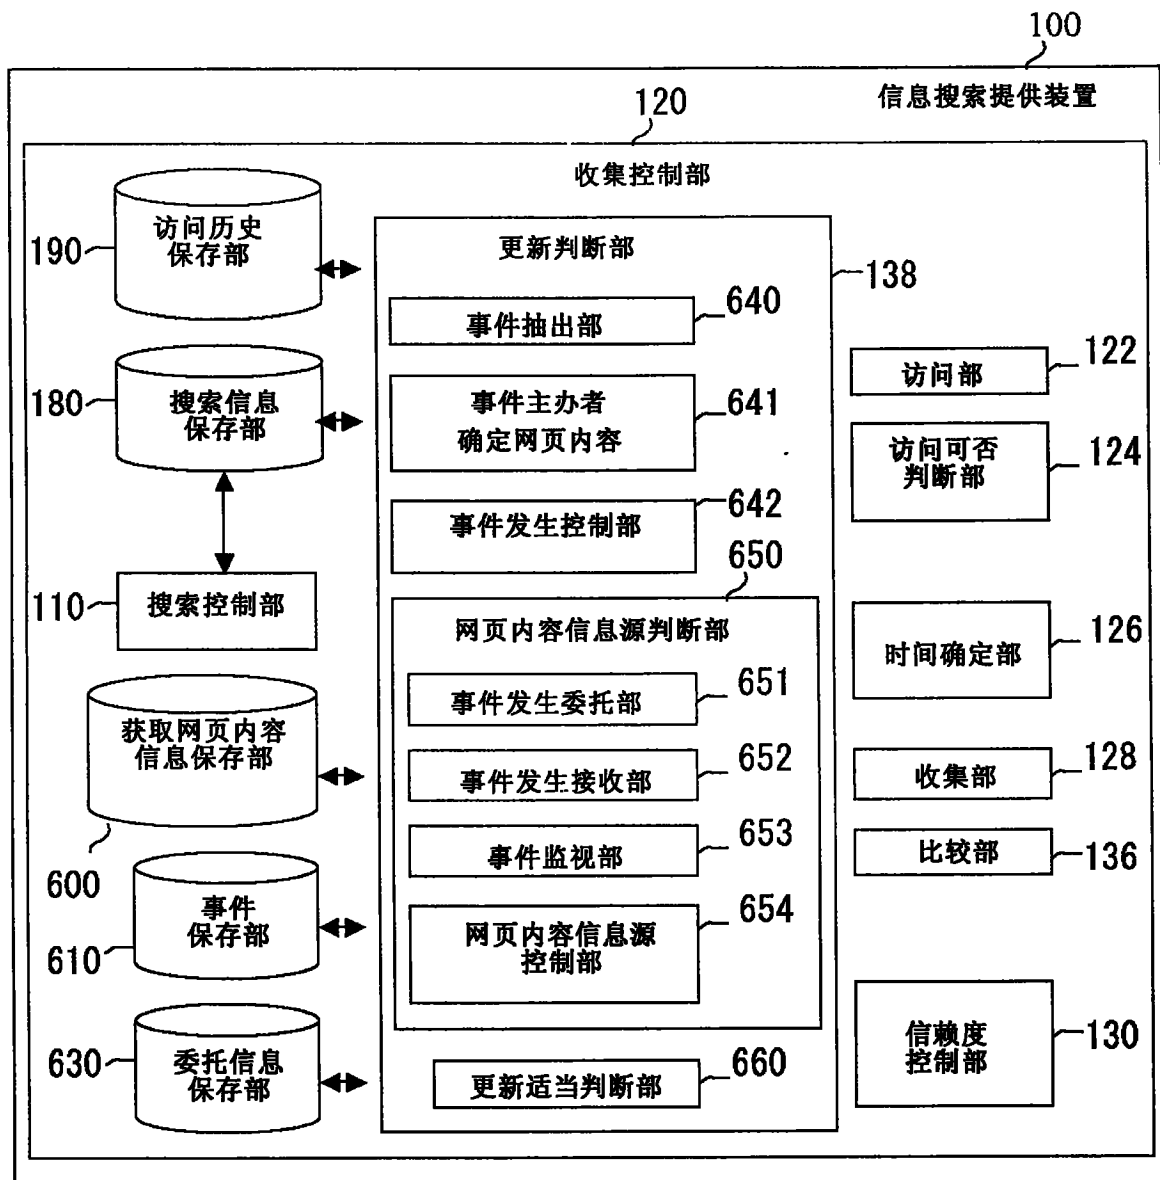 100
信息搜索提供装置
120
收集控制部
访问历史
保存部
190
更新判断部
138
事件抽出部
640
搜索信息
保存部
180
事件主办者
确定网页内容
641
访问部
122
访问可否
判断部
124
事件发生控制部
642
650
搜索控制部
110
网页内容信息源判断部
时间确定部
126
事件发生委托部
651
获取网页内容
信息保存部
600
事件发生接收部
652
收集部
128
事件监视部
653
比较部
136
事件
保存部
610
网页内容信息源
控制部
654
委托信息
保存部
630
更新适当判断部
660
信赖度
控制部
130